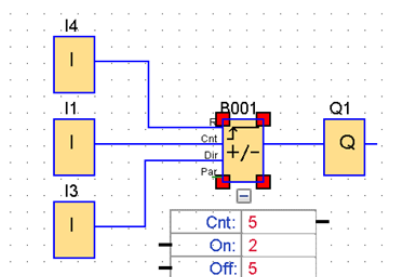 I4
I
B001
Q1
I1
R
Cnt
Dir
Par
+/-
I
Q
I3
I
Cnt: 5
On: 2
Off: 5